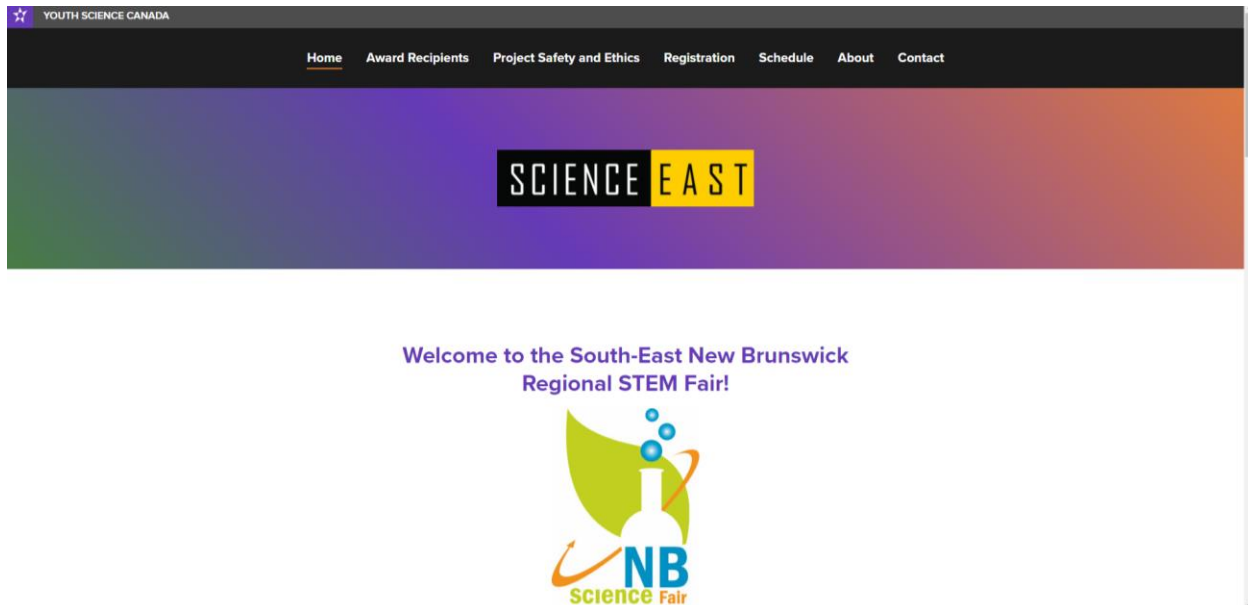 YOUTH SCIENCE CANADA
Home Award Recipients Project Safety and Ethics Registration Schedule About Contact
SCIENCE EAST
Welcome to the South-East New Brunswick
Regional STEM Fair!
NB
Science Fair